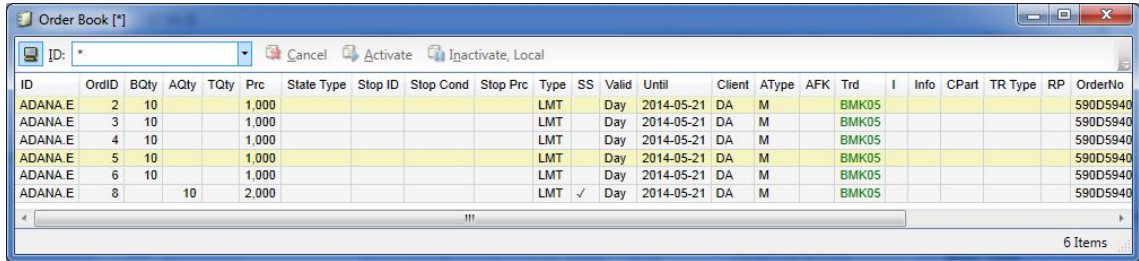 Order Book [*]
ID: * Cancel Activate Inactivate, Local
ID OrdID BQty AQty TQty Prc State Type Stop ID Stop Cond Stop Prc Type SS Valid Until Client AType AFK Trd I Info CPart TR Type RP OrderNo
ADANA.E 2 10 1,000 LMT Day 2014-05-21 DA M BMK05 590D5940
ADANA.E 3 10 1,000 LMT Day 2014-05-21 DA M BMK05 590D5940
ADANA.E 4 10 1,000 LMT Day 2014-05-21 DA M BMK05 590D5940
ADANA.E 5 10 1,000 LMT Day 2014-05-21 DA M BMK05 590D5940
ADANA.E 6 10 1,000 LMT Day 2014-05-21 DA M BMK05 590D5940
ADANA.E 8 10 2,000 LMT ✓ Day 2014-05-21 DA M BMK05 590D5940
6 Items